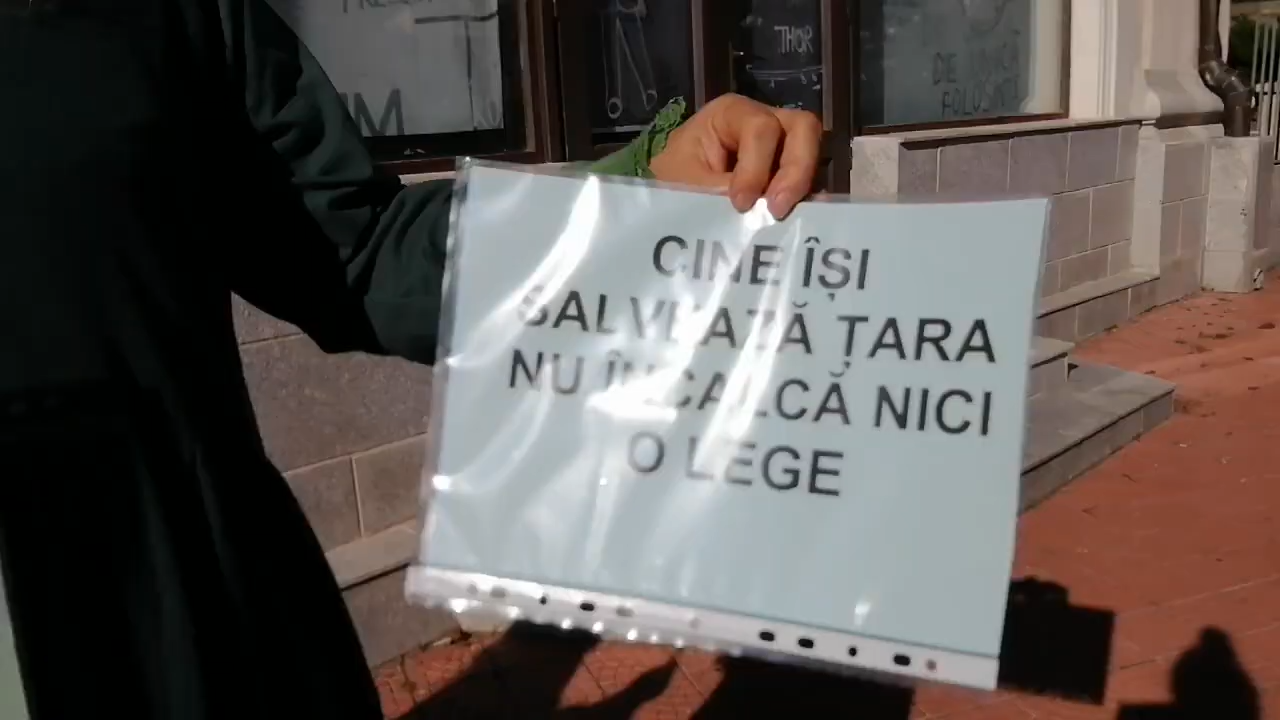 THOR
CINE ÎȘI
SALVEAZĂ ȚARA
NU ÎNCALCĂ NICI
O LEGE